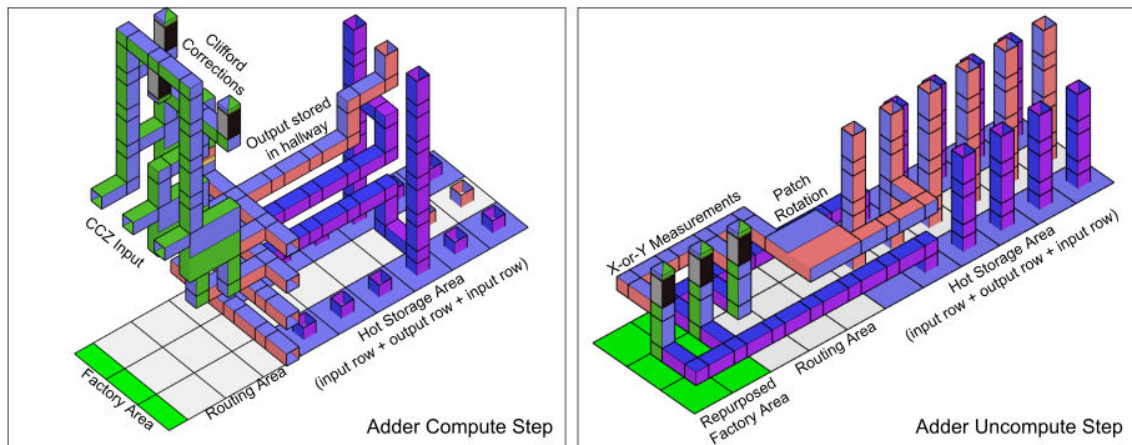 Clifford
Corrections
Output stored
in hallway
CCZ Input
Hot Storage Area
(input row + output row + input row)
Routing Area
Factory Area
Adder Compute Step
X-or-Y Measurements
Patch
Rotation
Hot Storage Area
(input row + output row + input row)
Routing Area
Repurposed
Factory Area
Adder Uncompute Step